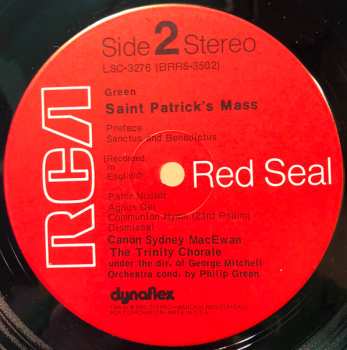 Side 2 Stereo
LSC-3276 (BRRS-3502)
Green
Saint Patrick's Mass
Preface
Sanctus and Benedictus
[Recorded
in
English]
Pater Noster
Agnus Dei
Communion Hymn (23rd Psalm)
Dismissal
Canon Sydney MacEwan
The Trinity Chorale
under the dir. of George Mitchell
Orchestra cond. by Philip Green
RCA
Red Seal
dynaflex